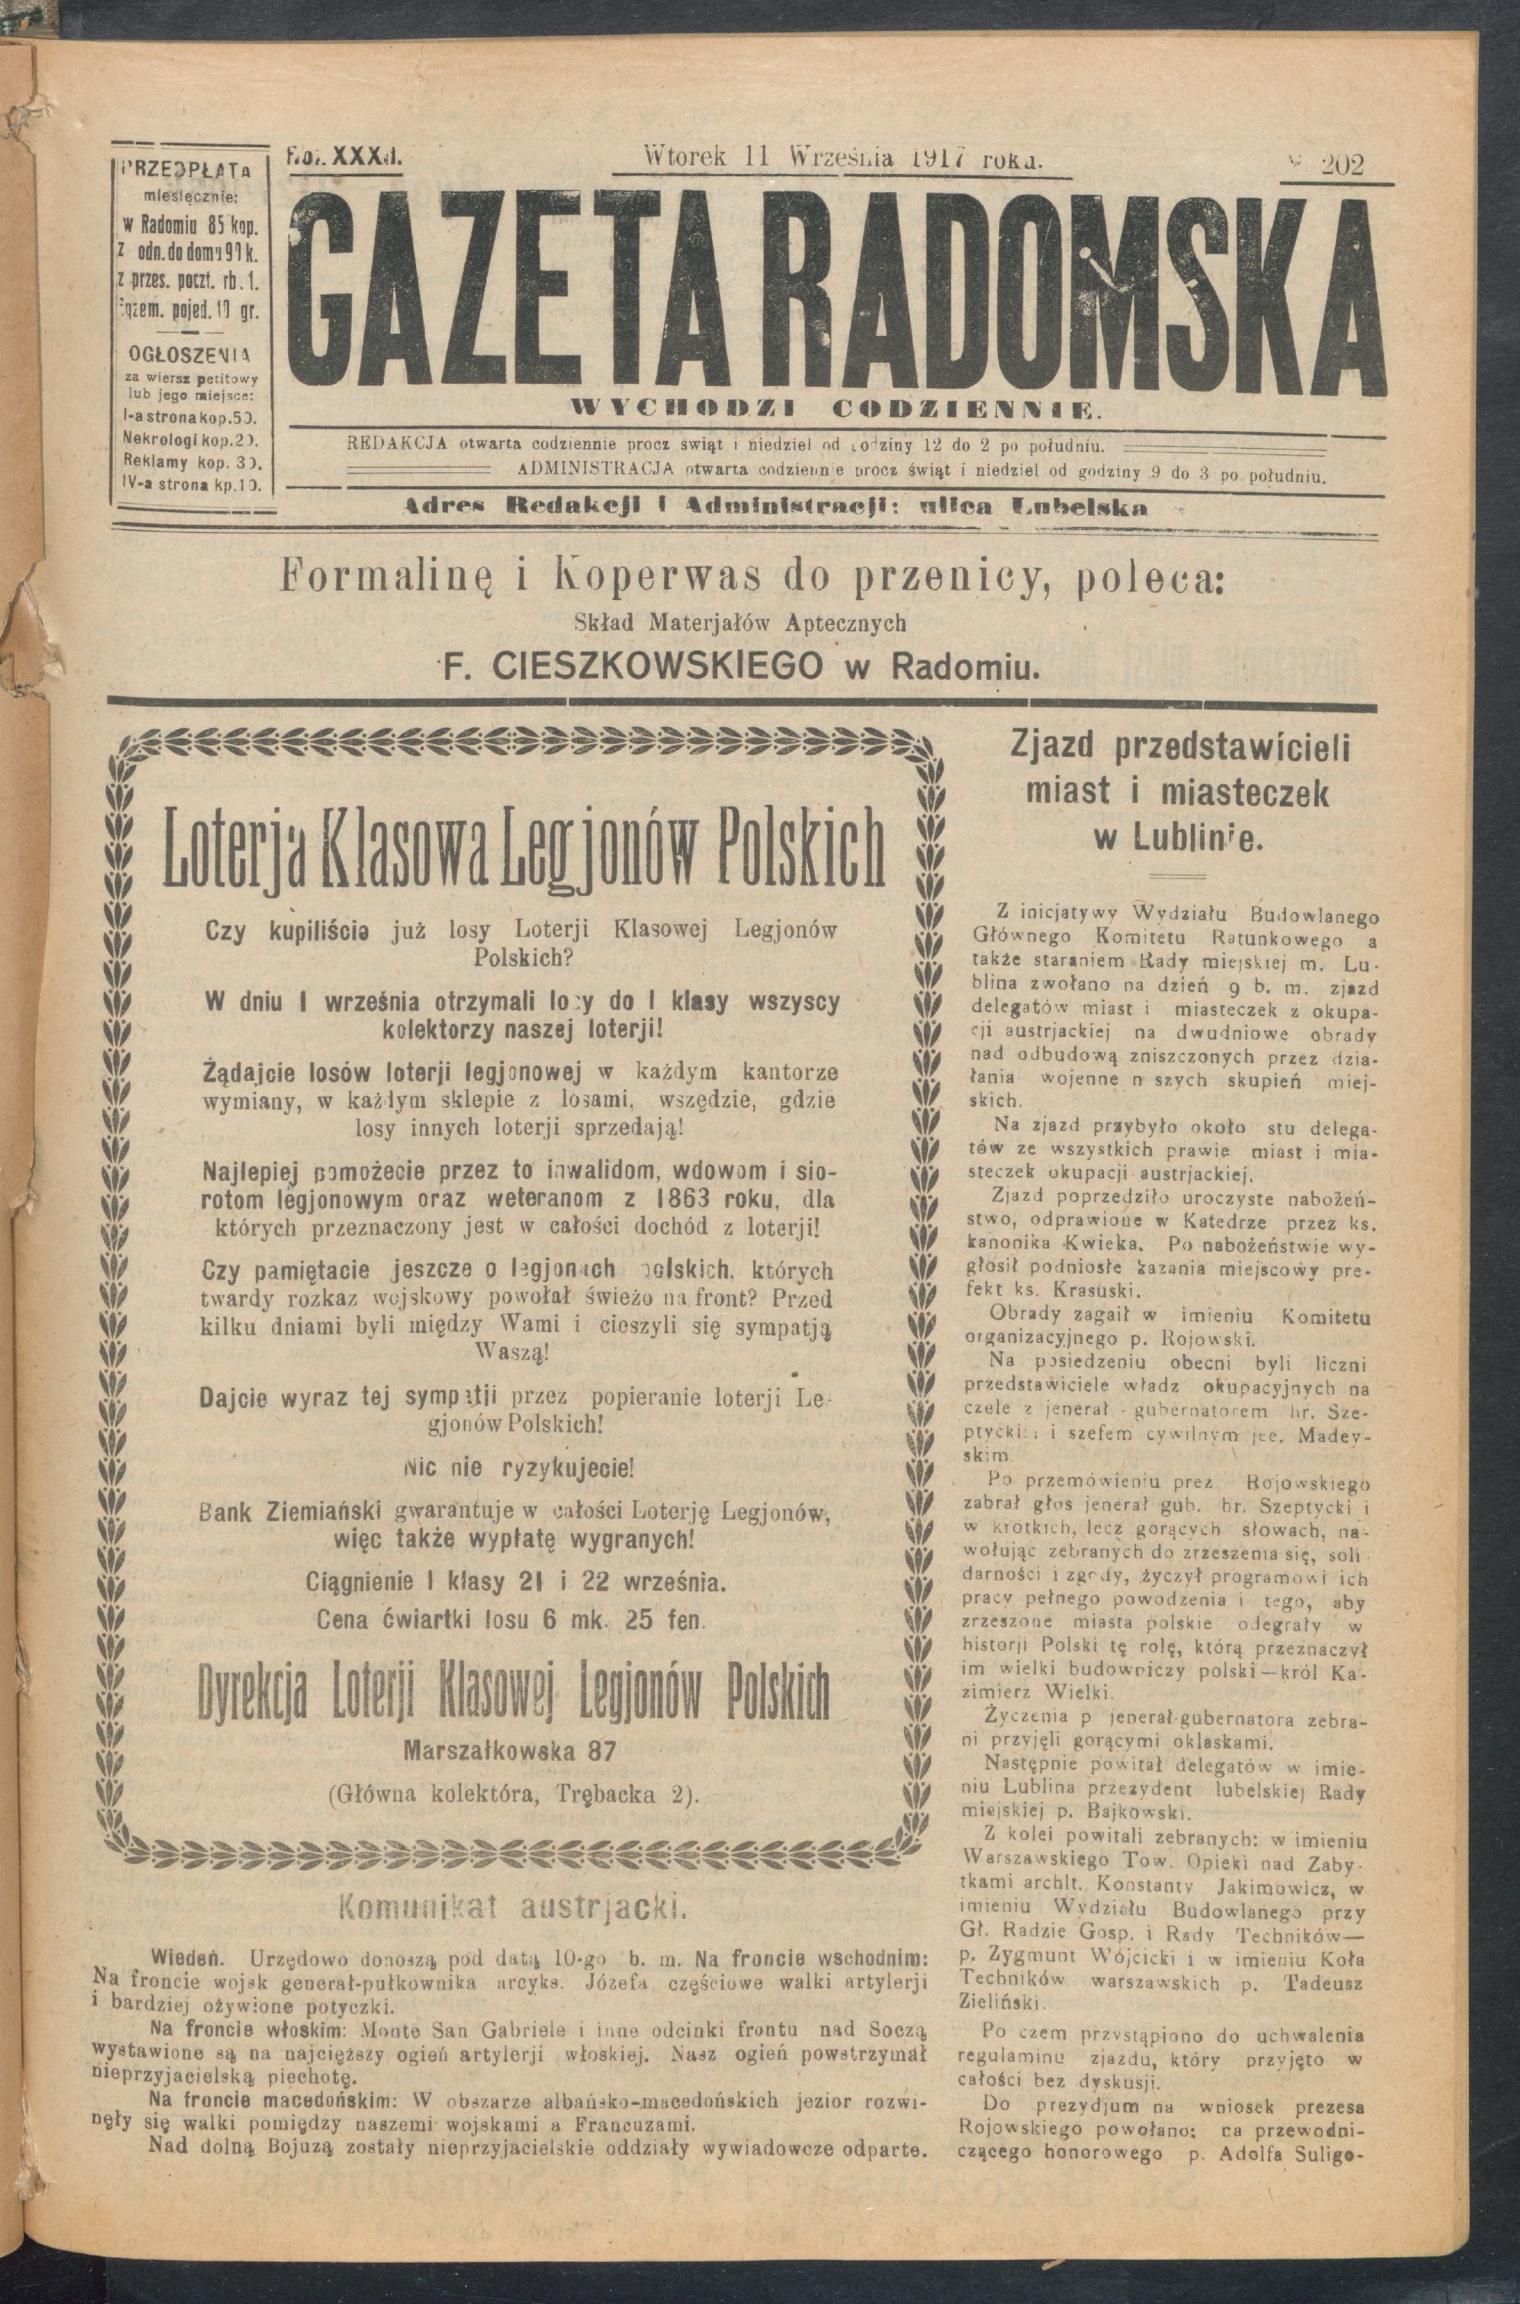 PRZEDPŁATA
miesięcznie:
w Radomiu 85 kop.
z odn. do domu 90 k.
z przes. poczt. rb. 1.
Egzem. pojed. 10 gr.
OGŁOSZENIA
za wiersz petitowy
lub jego miejsce:
I-a strona kop. 50.
Nekrologi kop. 20.
Reklamy kop. 30.
IV-a strona kp. 10.
Wtorek 11 Września 1917 roku.
202
GAZETA RADOMSKA
WYCHODZI CODZIENNIE.
REDAKCJA otwarta codziennie procz świąt i niedziel od godziny 12 do 2 po południu.
ADMINISTRACJA otwarta codziennie procz świąt i niedziel od godziny 9 do 3 po południu.
Adres Redakcji i Administracji: ulica Lubelska
Formalinę i Koperwas do przenicy, poleca:
Skład Materjałów Aptecznych
F. CIESZKOWSKIEGO w Radomiu.
Loterja Klasowa Legjonów Polskich
Czy kupiliście już losy Loterji Klasowej Legjonów
Polskich?
W dniu 1 września otrzymali losy do I klasy wszyscy
kolektorzy naszej loterji!
Żądajcie losów loterji legjonowej w każdym kantorze
wymiany, w każdym sklepie z losami, wszędzie, gdzie
losy innych loterji sprzedają!
Najlepiej pomożecie przez to inwalidom, wdowom i sio-
rotom legjonowym oraz weteranom z 1863 roku, dla
których przeznaczony jest w całości dochód z loterji!
Czy pamiętacie jeszcze o legjonach polskich, których
twardy rozkaz wojskowy powołał świeżo na front? Przed
kilku dniami byli między Wami i cieszyli się sympatją
Waszą!
Dajcie wyraz tej sympatji przez popieranie loterji Le-
gjonów Polskich!
Nic nie ryzykujecie!
Bank Ziemiański gwarantuje w całości Loterję Legjonów,
więc także wypłatę wygranych!
Ciągnienie I klasy 21 i 22 września.
Cena ćwiartki losu 6 mk. 25 fen.
Dyrekcja Loterji Klasowej Legjonów Polskich
Marszałkowska 87
(Główna kolektóra, Trębacka 2).
Komunikat austrjacki.
Wiedeń. Urzędowo donoszą pod datą 10-go b. m. Na froncie wschodnim:
Na froncie wojsk generał-pułkownika arcyks. Józefa częściowe walki artylerji
i bardziej ożywione potyczki.
Na froncie włoskim: Monte San Gabriele i inne odcinki frontu nad Soczą
wystawione są na najcięższy ogień artylerji włoskiej. Nasz ogień powstrzymał
nieprzyjacielską piechotę.
Na froncie macedońskim: W obszarze albańsko-macedońskich jezior rozwi-
nęły się walki pomiędzy naszemi wojskami a Francuzami.
Nad dolną Bojuzą zostały nieprzyjacielskie oddziały wywiadowcze odparte.
Zjazd przedstawicieli
miast i miasteczek
w Lublinie.
Z inicjatywy Wydziału Budowlanego
Głównego Komitetu Ratunkowego a
także staraniem Rady miejskiej m. Lu-
blina zwołano na dzień 9 b. m. zjazd
delegatów miast i miasteczek z okupa-
cji austrjackiej na dwudniowe obrady
nad odbudową zniszczonych przez dzia-
łania wojenne n szych skupień miej-
skich.
Na zjazd przybyło około stu delega-
tów ze wszystkich prawie miast i mia-
steczek okupacji austrjackiej.
Zjazd poprzedziło uroczyste nabożeń-
stwo, odprawione w Katedrze przez ks.
kanonika Kwieka. Po nabożeństwie wy-
głosił podniosłe kazania miejscowy pre-
fekt ks. Krasuski.
Obrady zagaił w imieniu Komitetu
organizacyjnego p. Rojowski.
Na posiedzeniu obecni byli liczni
przedstawiciele władz okupacyjnych na
czele z jenerał-gubernatorem hr. Sze-
ptyckim i szefem cywilnym Madey-
skim.
Po przemówieniu prez. Rojowskiego
zabrał głos jenerał gub. hr. Szeptycki i
w krótkich, lecz gorących słowach, na-
wołując zebranych do zrzeszenia się, soli
darności i zgody, życzył programowi ich
pracy pełnego powodzenia i tego, aby
zrzeszone miasta polskie odegrały w
historji Polski tę rolę, którą przeznaczył
im wielki budowniczy polski—król Ka-
zimierz Wielki.
Życzenia p jenerał-gubernatora zebra-
ni przyjęli gorącymi oklaskami.
Następnie powitał delegatów w imie-
niu Lublina prezydent lubelskiej Rady
miejskiej p. Bajkowski.
Z kolei powitali zebranych: w imieniu
Warszawskiego Tow. Opieki nad Zaby-
tkami archit. Konstanty Jakimowicz, w
imieniu Wydziału Budowlanego przy
Gł. Radzie Gosp. i Rady Techników—
p. Zygmunt Wójcicki i w imieniu Koła
Techników warszawskich p. Tadeusz
Zieliński.
Po czem przystąpiono do uchwalenia
regulaminu zjazdu, który przyjęto w
całości bez dyskusji.
Do prezydjum na wniosek prezesa
Rojowskiego powołano: na przewodni-
czącego honorowego p. Adolfa Suligo-